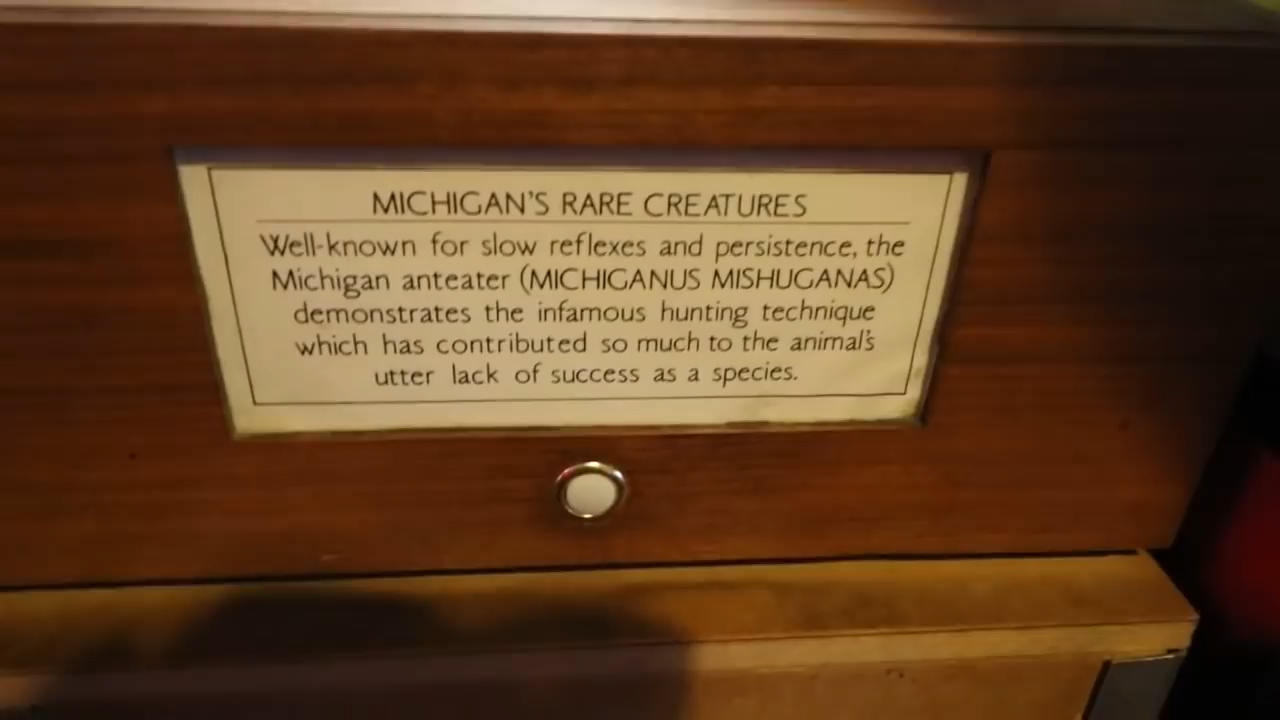 MICHIGAN'S RARE CREATURES
Well-known for slow reflexes and persistence, the
Michigan anteater (MICHIGANUS MISHUGANAS)
demonstrates the infamous hunting technique
which has contributed so much to the animal's
utter lack of success as a species.